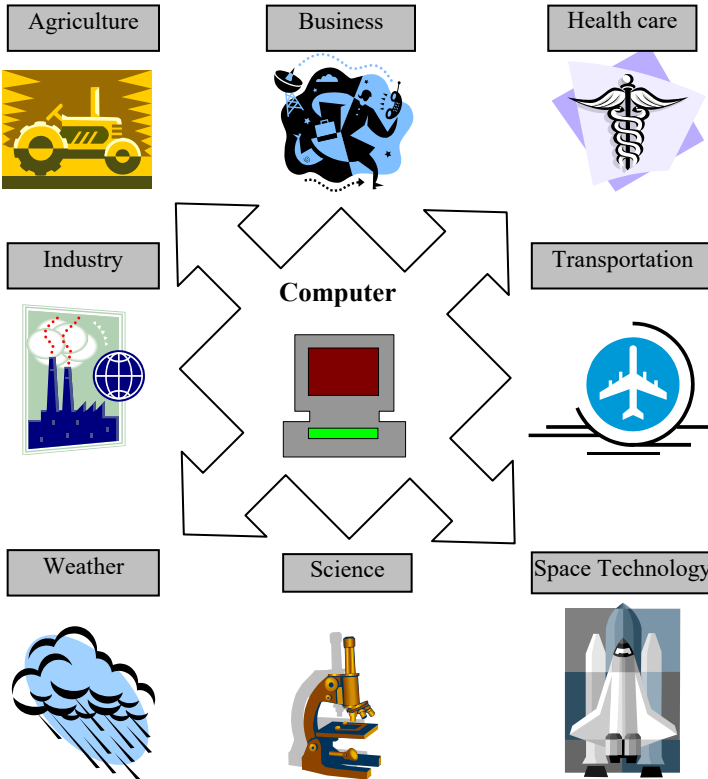 Agriculture
Business
Health care
Industry
Transportation
Computer
Weather
Science
Space Technology